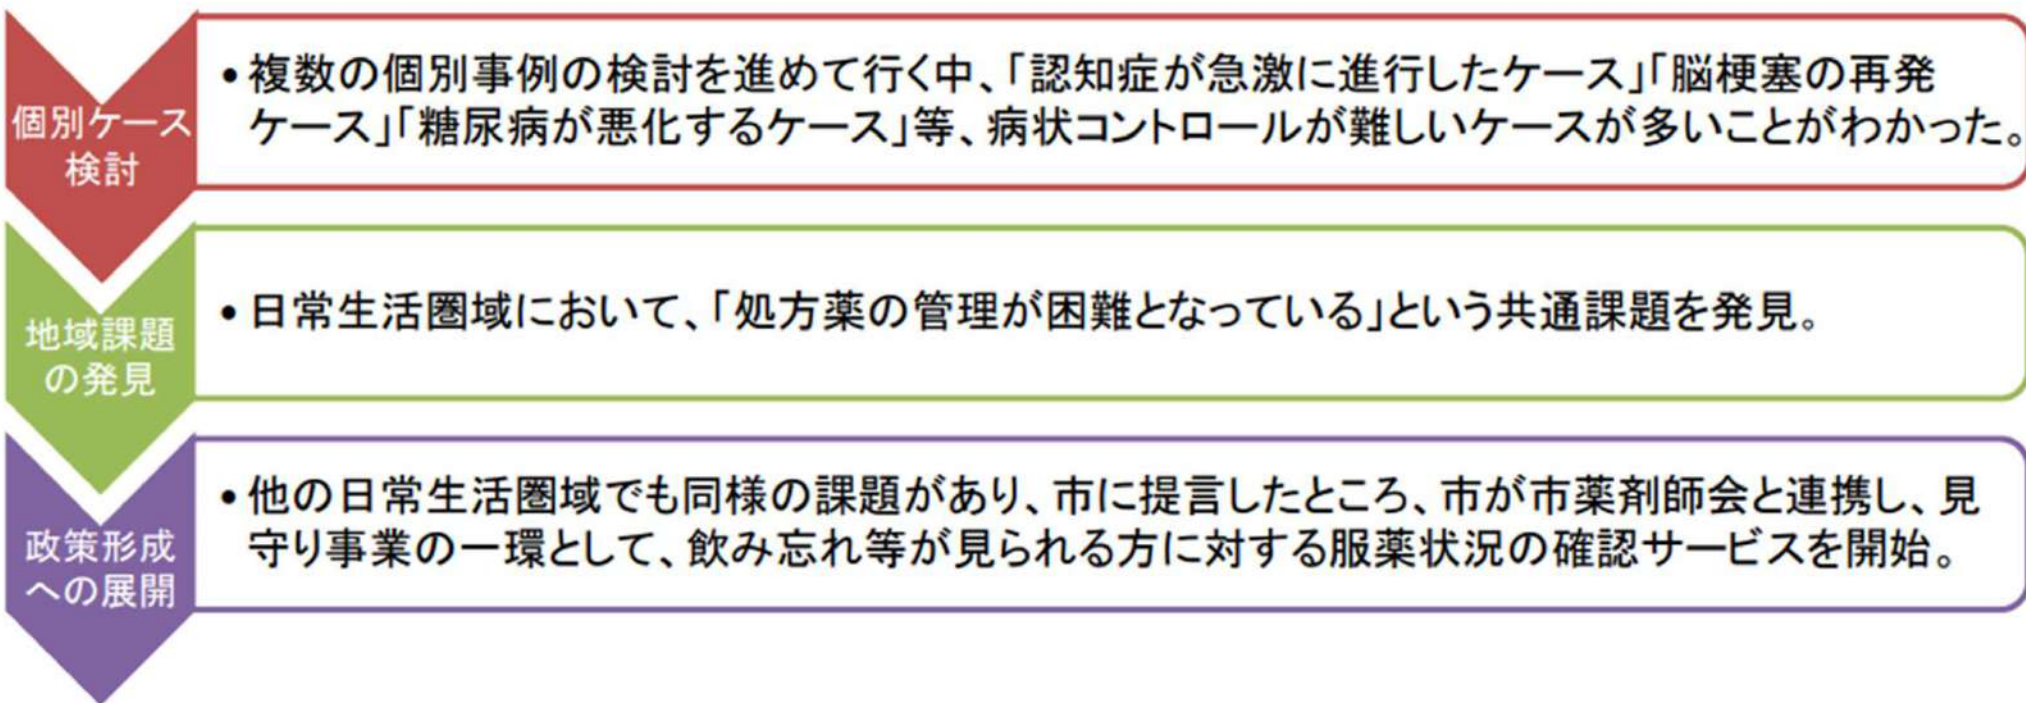 個別ケース
検討
•複数の個別事例の検討を進めて行く中、「認知症が急激に進行したケース」「脳梗塞の再発
ケース」「糖尿病が悪化するケース」等、病状コントロールが難しいケースが多いことがわかった。
地域課題
の発見
•日常生活圏域において、「処方薬の管理が困難となっている」という共通課題を発見。
政策形成
への展開
•他の日常生活圏域でも同様の課題があり、市に提言したところ、市が市薬剤師会と連携し、見
守り事業の一環として、飲み忘れ等が見られる方に対する服薬状況の確認サービスを開始。